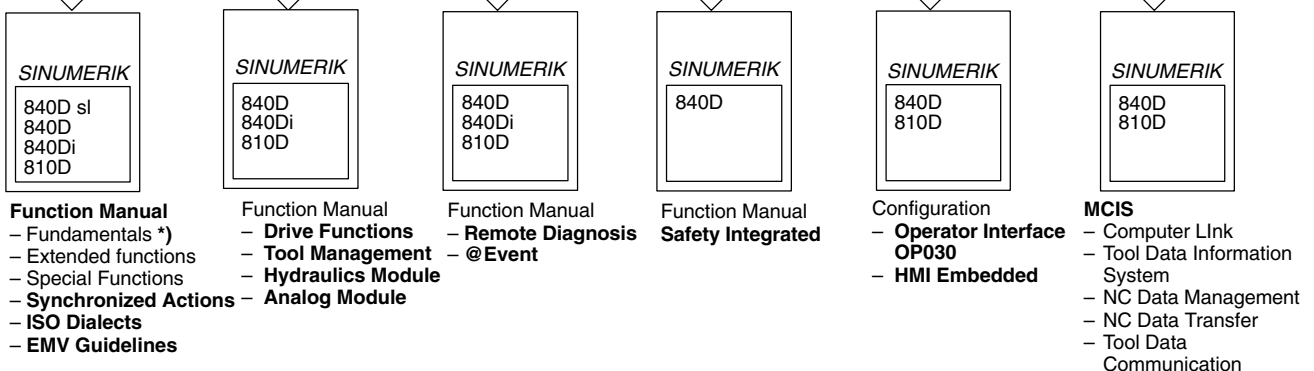 SINUMERIK
840D sl
840D
840Di
810D
Function Manual
– Fundamentals *)
– Extended functions
– Special Functions
– Synchronized Actions
– ISO Dialects
– EMV Guidelines
SINUMERIK
840D
840Di
810D
Function Manual
– Drive Functions
– Tool Management
– Hydraulics Module
– Analog Module
SINUMERIK
840D
840Di
810D
Function Manual
– Remote Diagnosis
– @Event
SINUMERIK
840D
Function Manual
Safety Integrated
SINUMERIK
840D
810D
Configuration
– Operator Interface
OP030
– HMI Embedded
SINUMERIK
840D
810D
MCIS
– Computer LInk
– Tool Data Information
System
– NC Data Management
– NC Data Transfer
– Tool Data
Communication